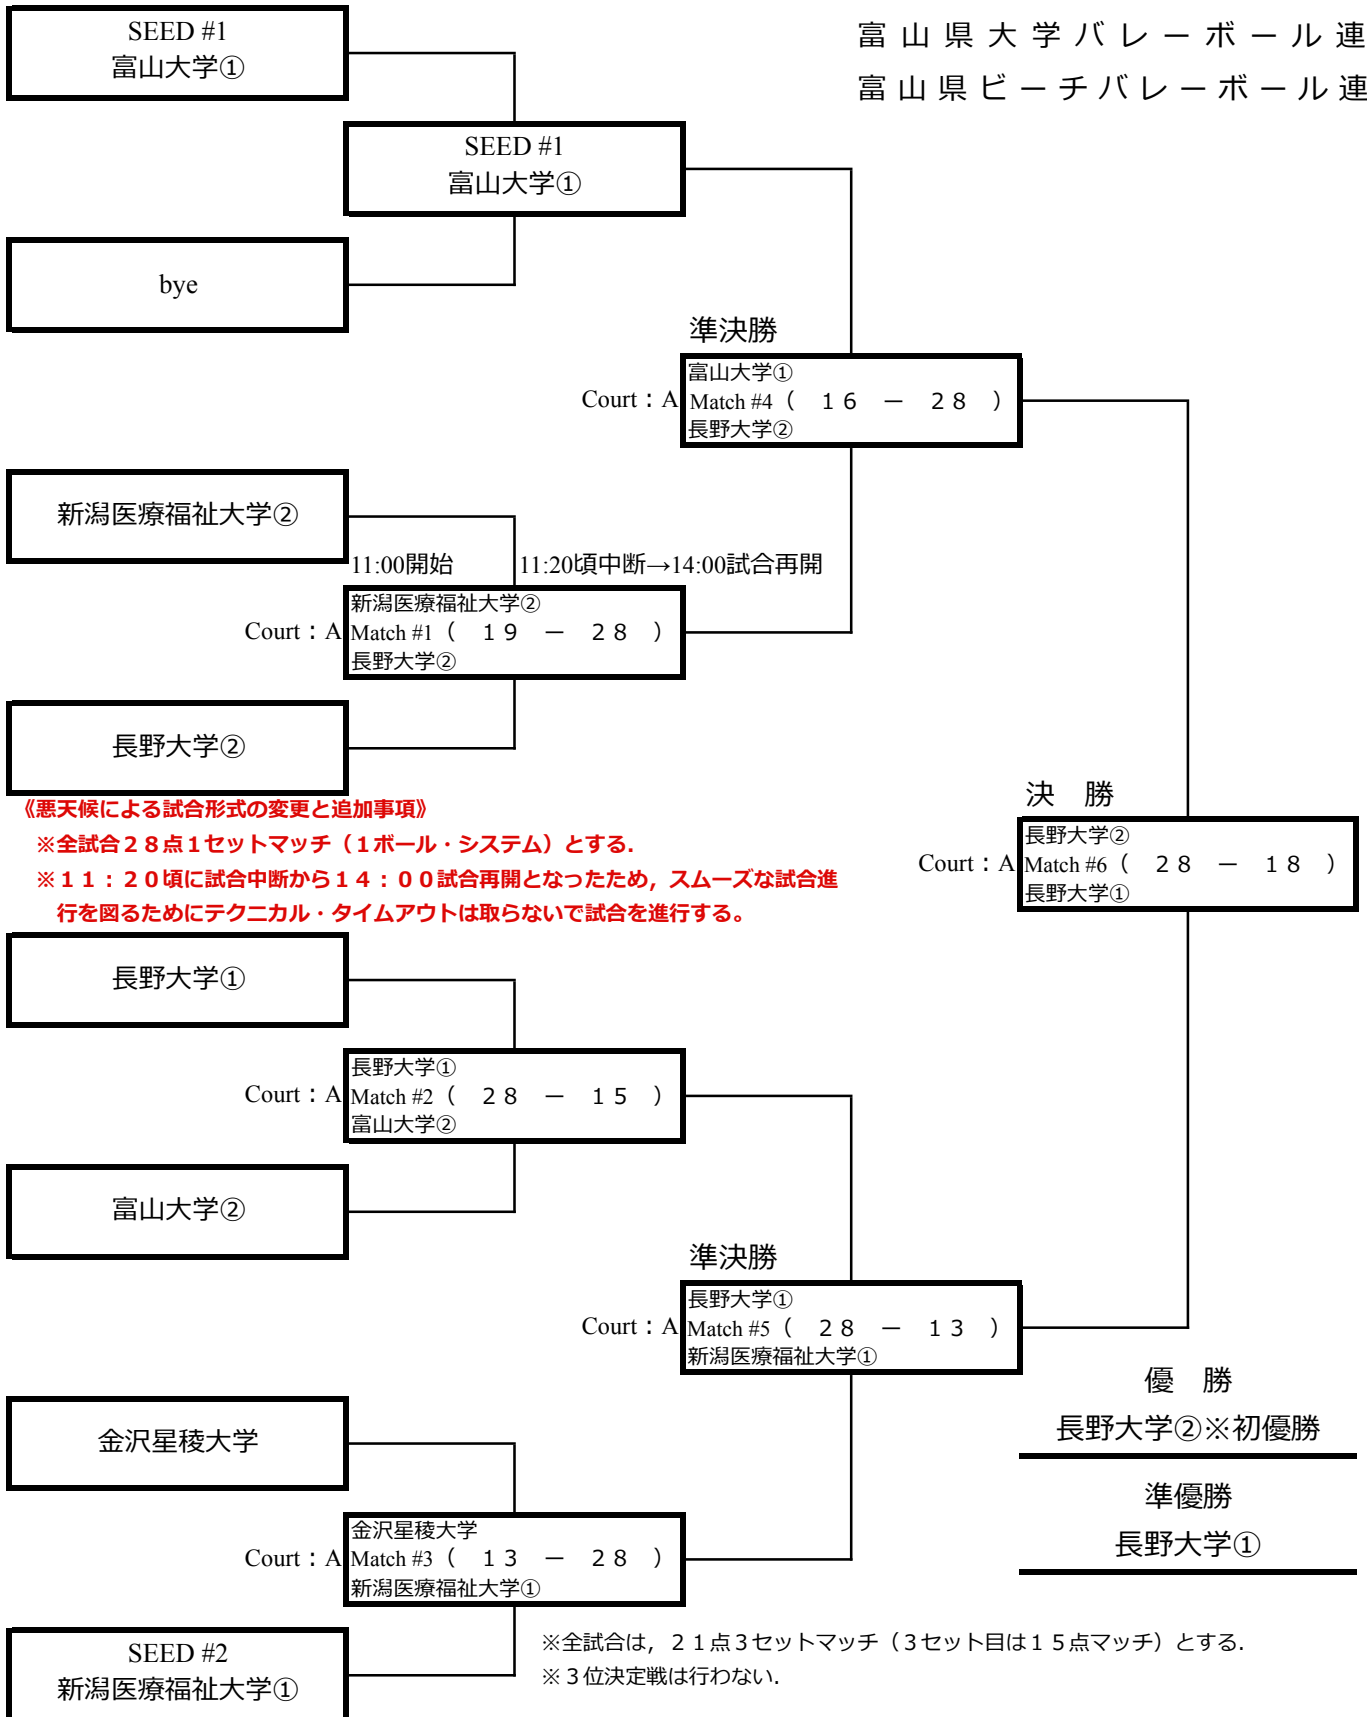 SEED #1
富山大学①
富山県大学バレーボール連
富山県ビーチバレーボール連
SEED #1
富山大学①
bye
準決勝
富山大学①
Court：A Match #4（　１６　－　２８　）
長野大学②
新潟医療福祉大学②
11:00開始　11:20頃中断→14:00試合再開
新潟医療福祉大学②
Court：A Match #1（　１９　－　２８　）
長野大学②
長野大学②
《悪天候による試合形式の変更と追加事項》
※全試合２８点１セットマッチ（１ボール・システム）とする．
※１１：２０頃に試合中断から１４：００試合再開となったため，スムーズな試合進
行を図るためにテクニカル・タイムアウトは取らないで試合を進行する。
決　勝
長野大学②
Court：A Match #6（　２８　－　１８　）
長野大学①
長野大学①
長野大学①
Court：A Match #2（　２８　－　１５　）
富山大学②
富山大学②
準決勝
長野大学①
Court：A Match #5（　２８　－　１３　）
新潟医療福祉大学①
優　勝
長野大学②※初優勝
準優勝
長野大学①
金沢星稜大学
金沢星稜大学
Court：A Match #3（　１３　－　２８　）
新潟医療福祉大学①
SEED #2
新潟医療福祉大学①
※全試合は，２１点３セットマッチ（３セット目は１５点マッチ）とする．
※３位決定戦は行わない．